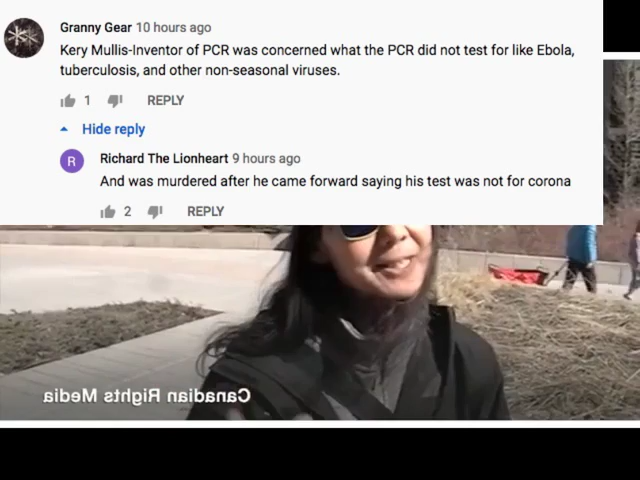 Granny Gear 10 hours ago
Kery Mullis-Inventor of PCR was concerned what the PCR did not test for like Ebola,
tuberculosis, and other non-seasonal viruses.
1 REPLY
Hide reply
R
Richard The Lionheart 9 hours ago
And was murdered after he came forward saying his test was not for corona
2 REPLY
Canadian Rights Media